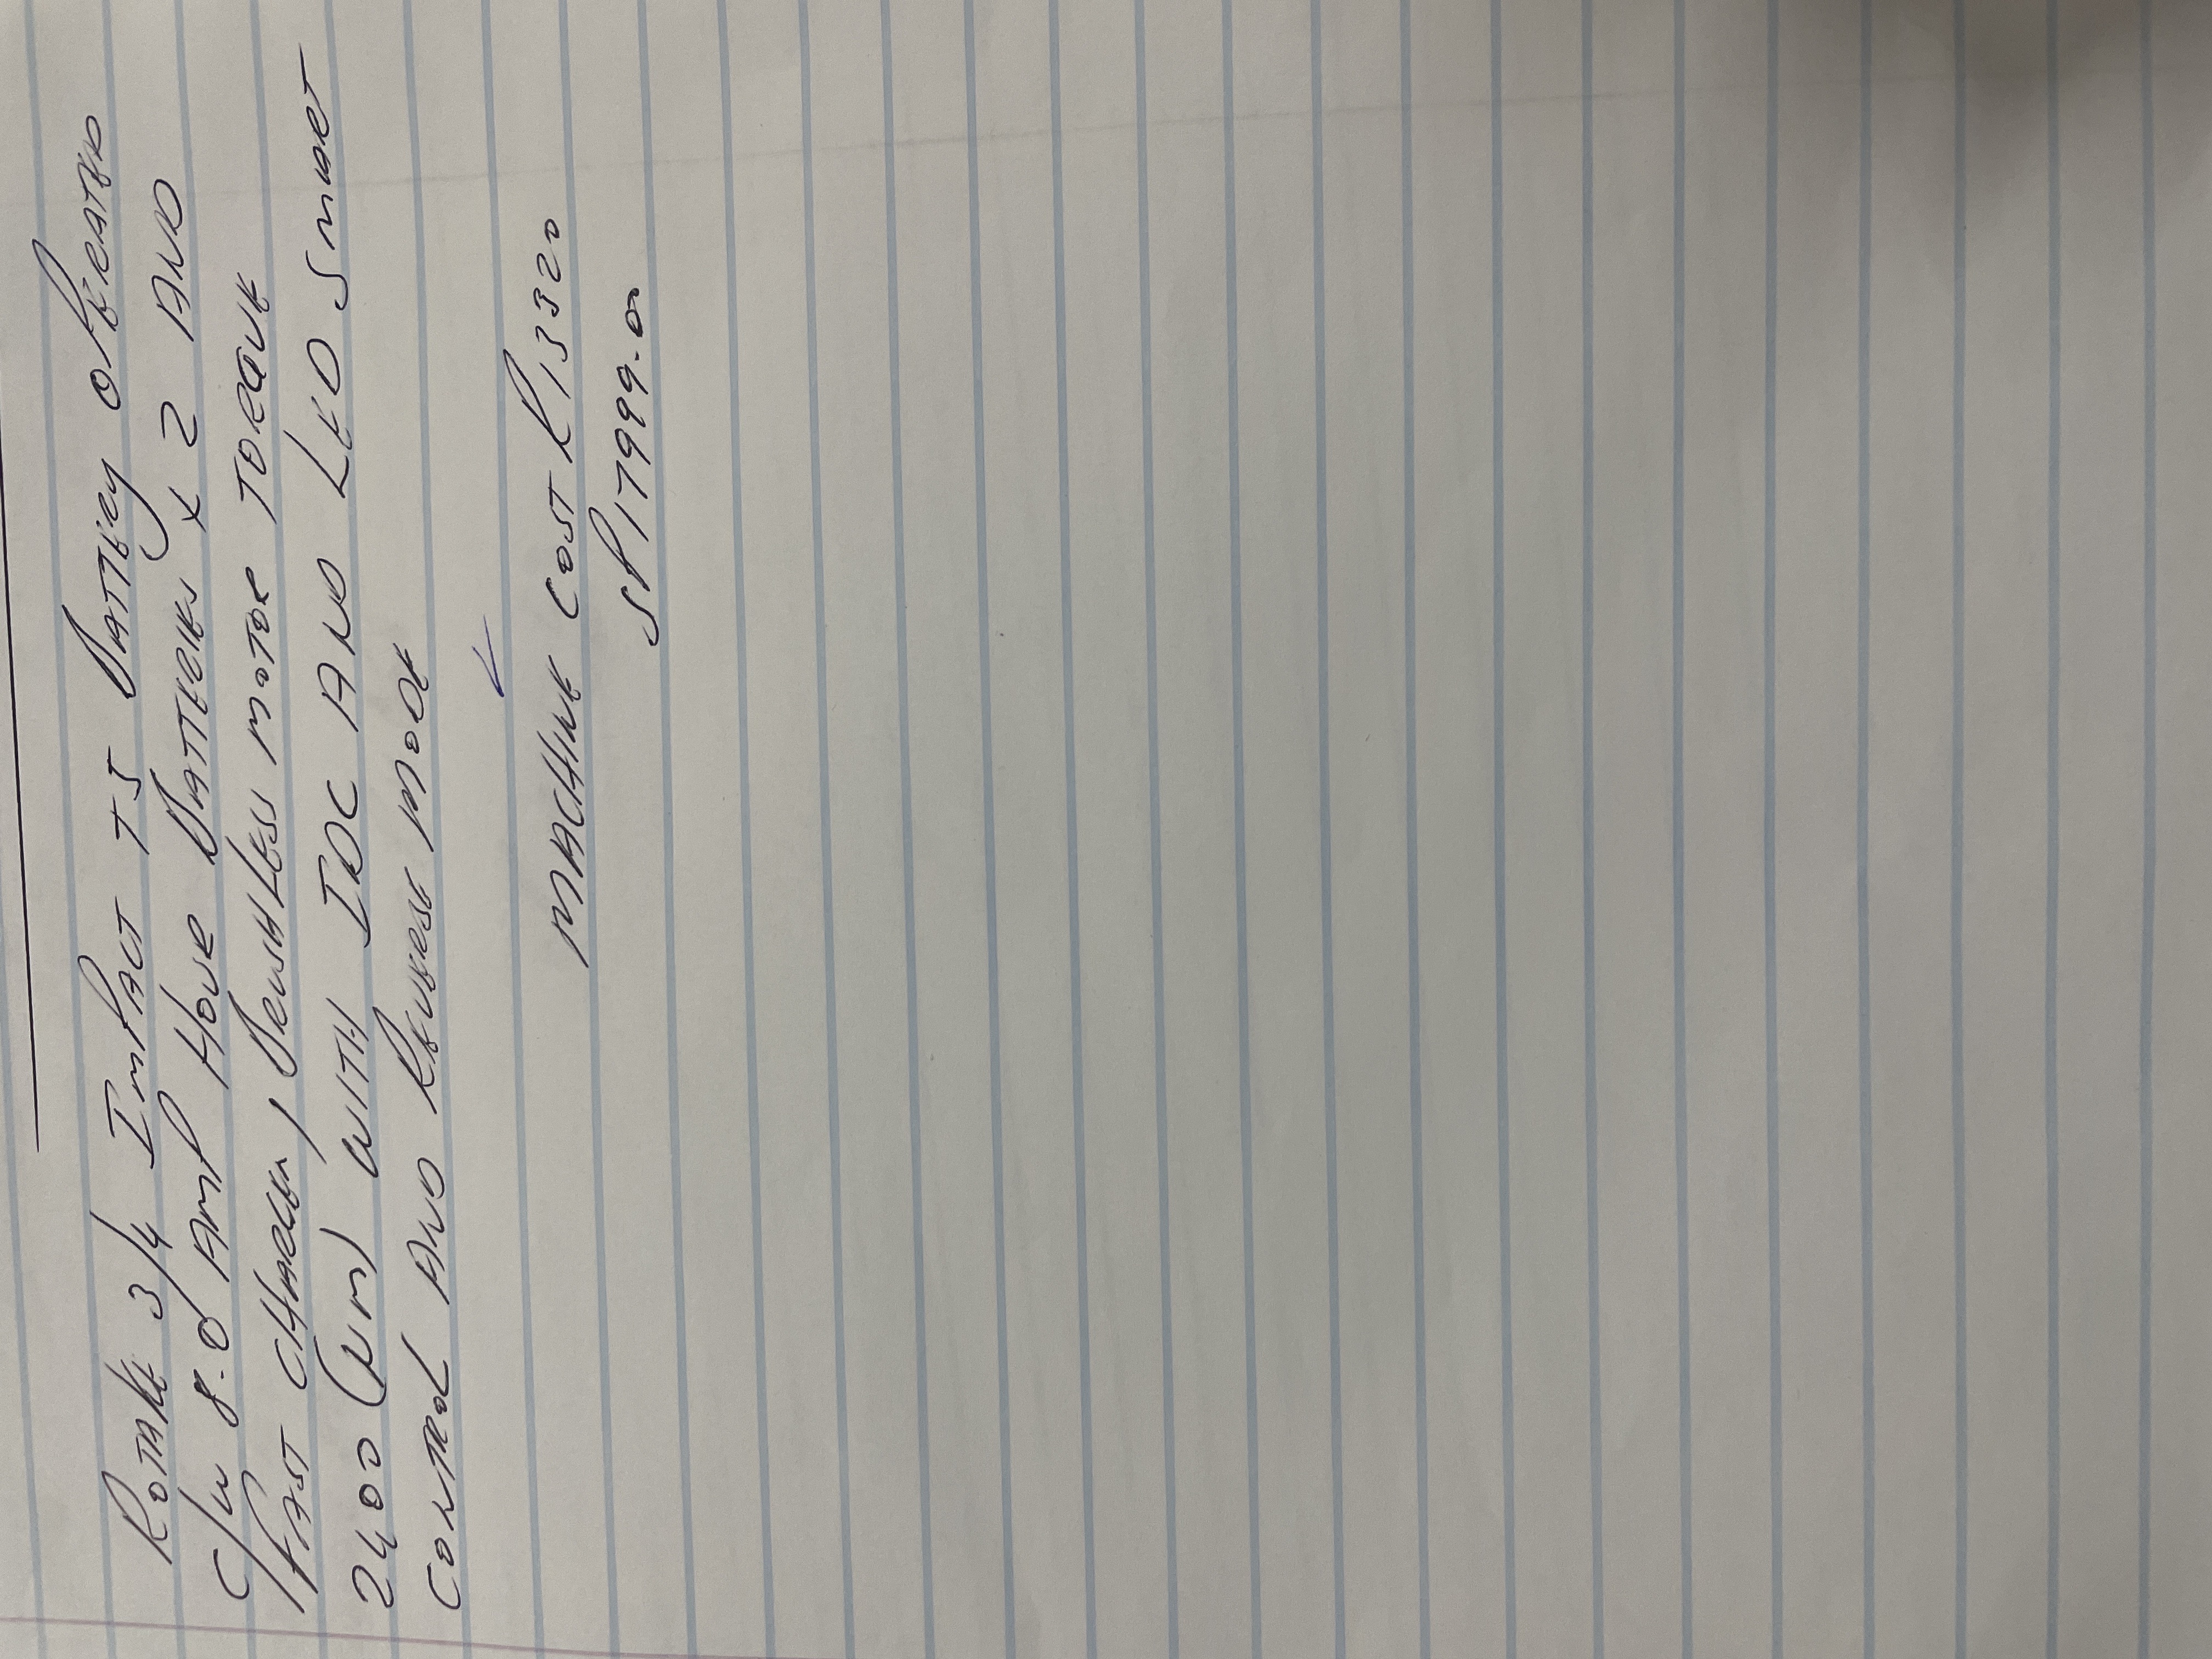 ROTAKE 3/4 IMPACT T5 BATTERY OPERATED
C/W 8.0 AMP HOUR BATTERIES X 2 AND
FAST CHARGER, BRUSHLESS MOTOR TORQUE
2400 (NM) WITH IDC AND LED SMART
CONTROL AND REVERSE MODE
MACHINE COST R13320
SP 17999.00